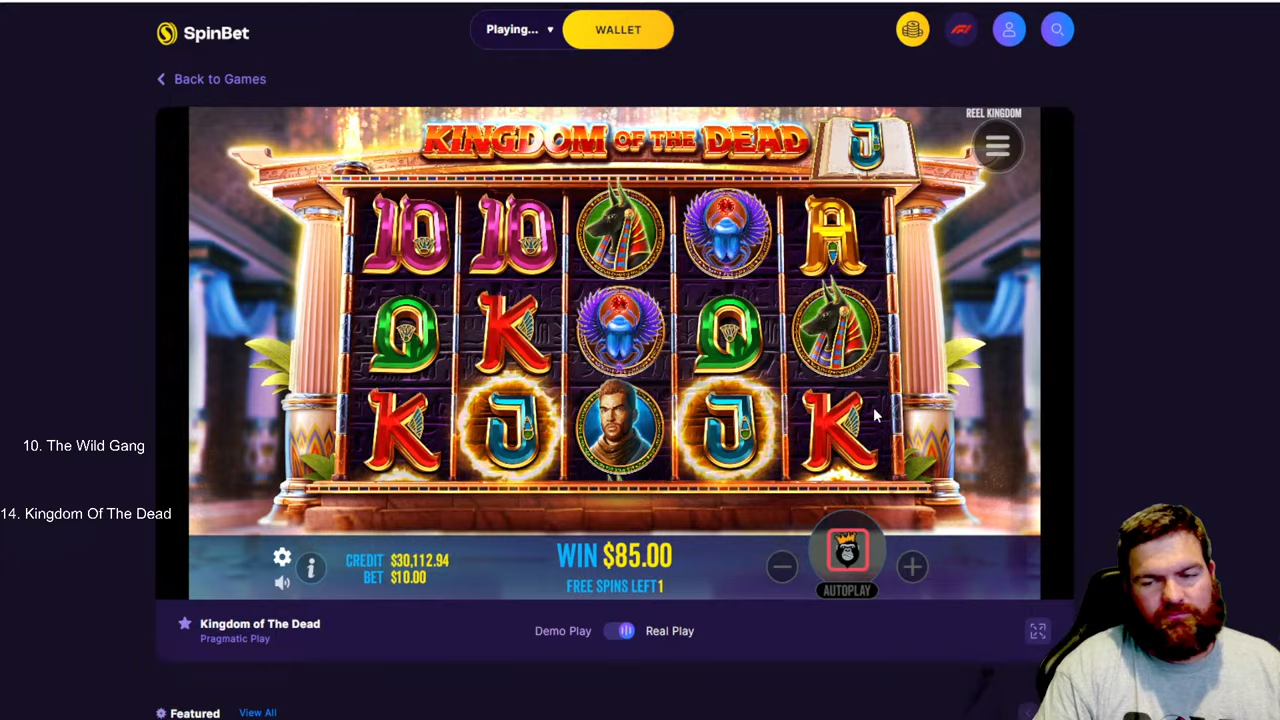 SpinBet
Playing...
WALLET
Back to Games
REEL KINGDOM
KINGDOM OF THE DEAD
J
10 10 A
Q K Q
K J J K
10. The Wild Gang
14. Kingdom Of The Dead
CREDIT $30,112.94
BET $10.00
WIN $85.00
FREE SPINS LEFT 1
AUTOPLAY
Kingdom of The Dead
Pragmatic Play
Demo Play
Real Play
Featured
View All